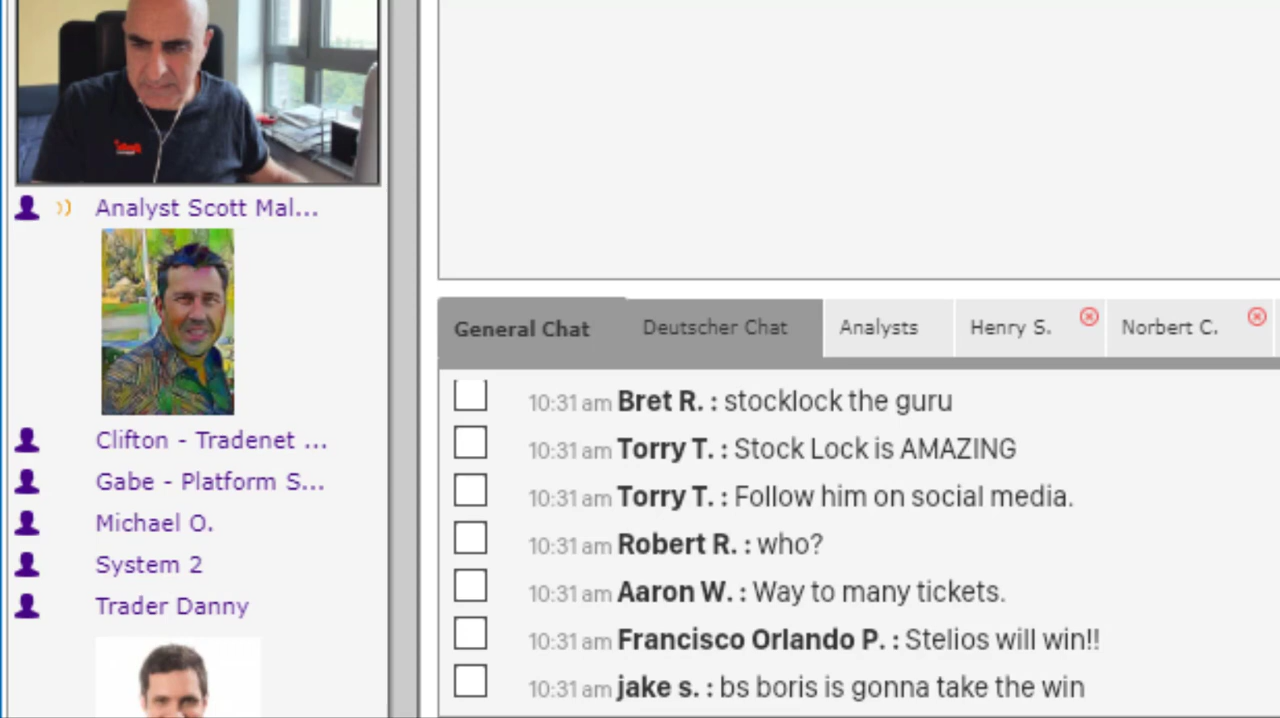 Analyst Scott Mal...
Clifton - Tradenet ...
Gabe - Platform S...
Michael O.
System 2
Trader Danny
General Chat
Deutscher Chat
Analysts
Henry S.
Norbert C.
10:31 am Bret R. : stocklock the guru
10:31 am Torry T. : Stock Lock is AMAZING
10:31 am Torry T. : Follow him on social media.
10:31 am Robert R. : who?
10:31 am Aaron W. : Way to many tickets.
10:31 am Francisco Orlando P. : Stelios will win!!
10:31 am jake s. : bs boris is gonna take the win